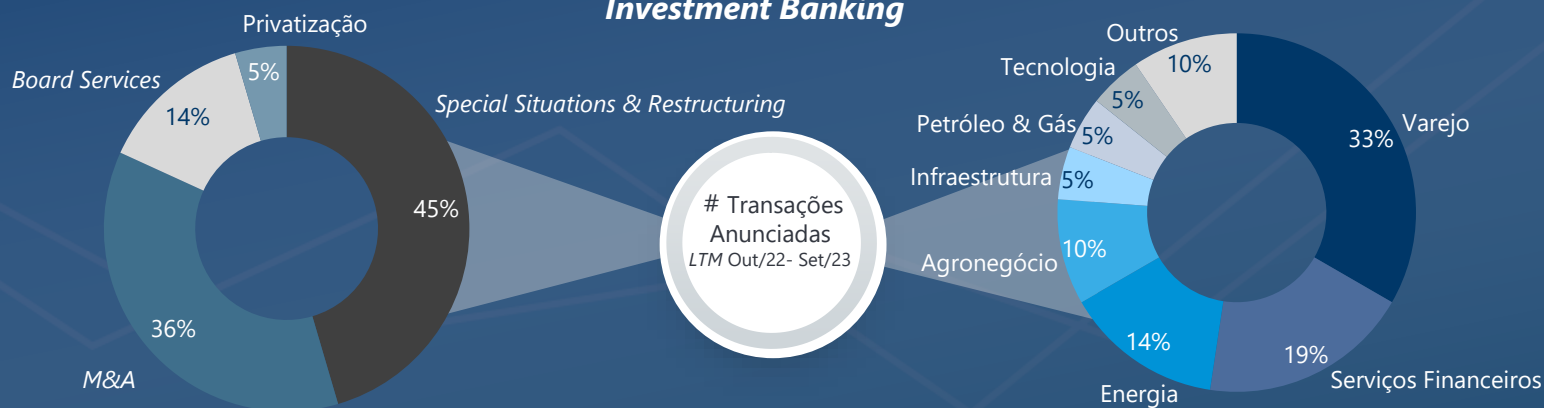 Investment Banking
Privatização
5%
Board Services
14%
Special Situations & Restructuring
45%
36%
M&A
# Transações
Anunciadas
LTM Out/22- Set/23
Outros
10%
Tecnologia
5%
Petróleo & Gás
5%
Infraestrutura
5%
Agronegócio
10%
14%
Energia
19%
Serviços Financeiros
33%
Varejo